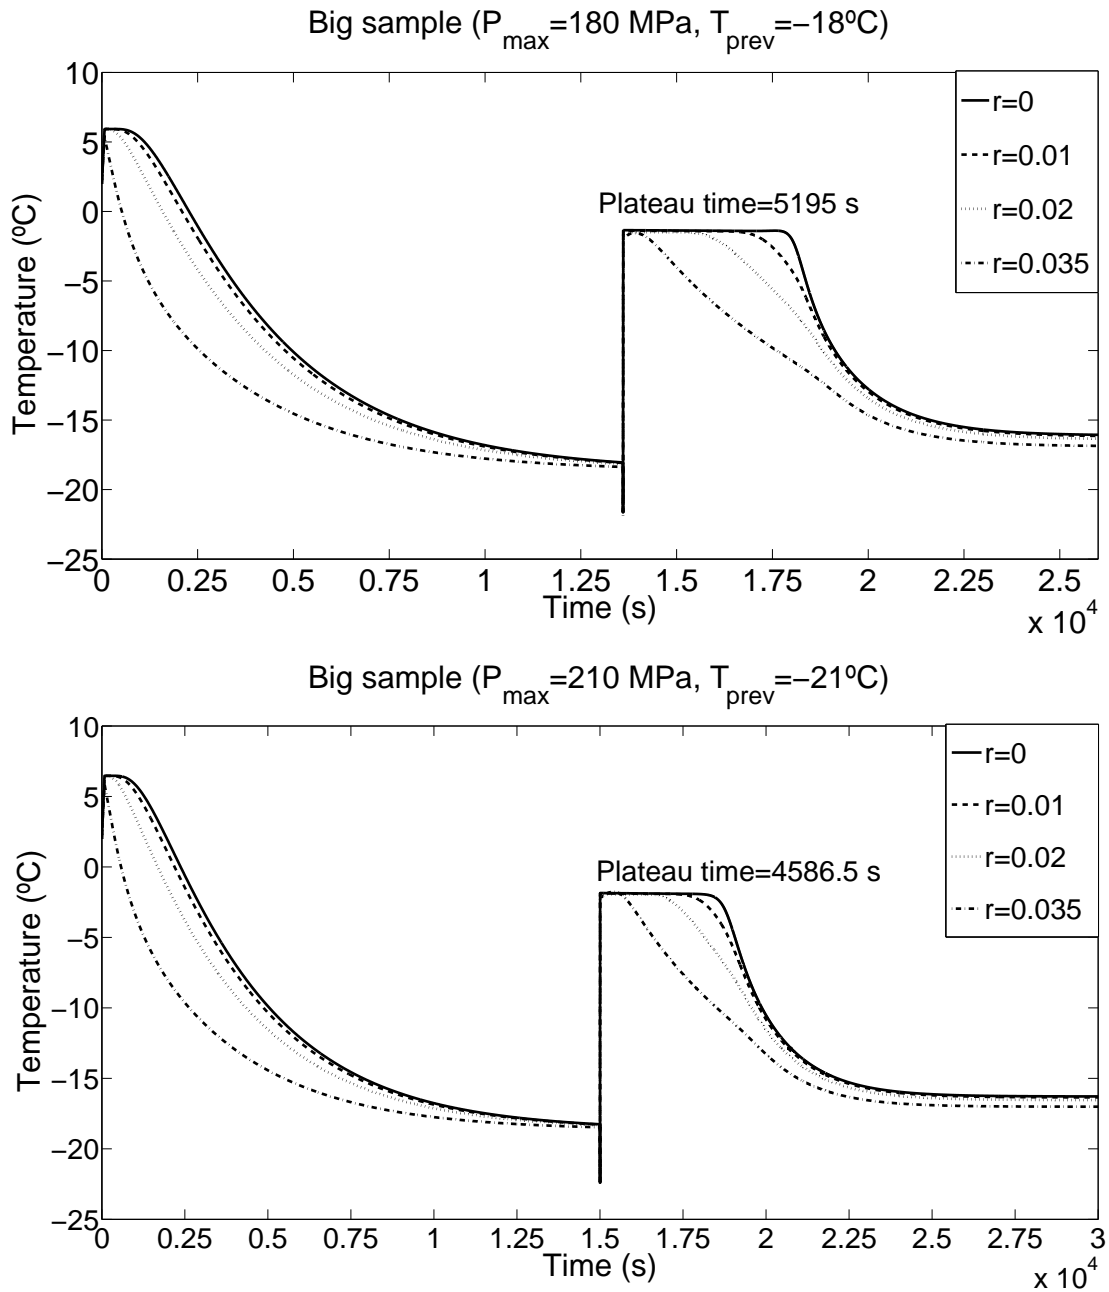 Big sample (Pmax=180 MPa, Tprev=−18ºC)
Temperature (ºC)
10
5
0
−5
−10
−15
−20
−25
Plateau time=5195 s
r=0
r=0.01
r=0.02
r=0.035
0 0.25 0.5 0.75 1 1.25 1.5 1.75 2 2.25 2.5
Time (s)
x 10^4
Big sample (Pmax=210 MPa, Tprev=−21ºC)
Temperature (ºC)
10
5
0
−5
−10
−15
−20
−25
Plateau time=4586.5 s
r=0
r=0.01
r=0.02
r=0.035
0 0.25 0.5 0.75 1 1.25 1.5 1.75 2 2.25 2.5 2.75 3
Time (s)
x 10^4